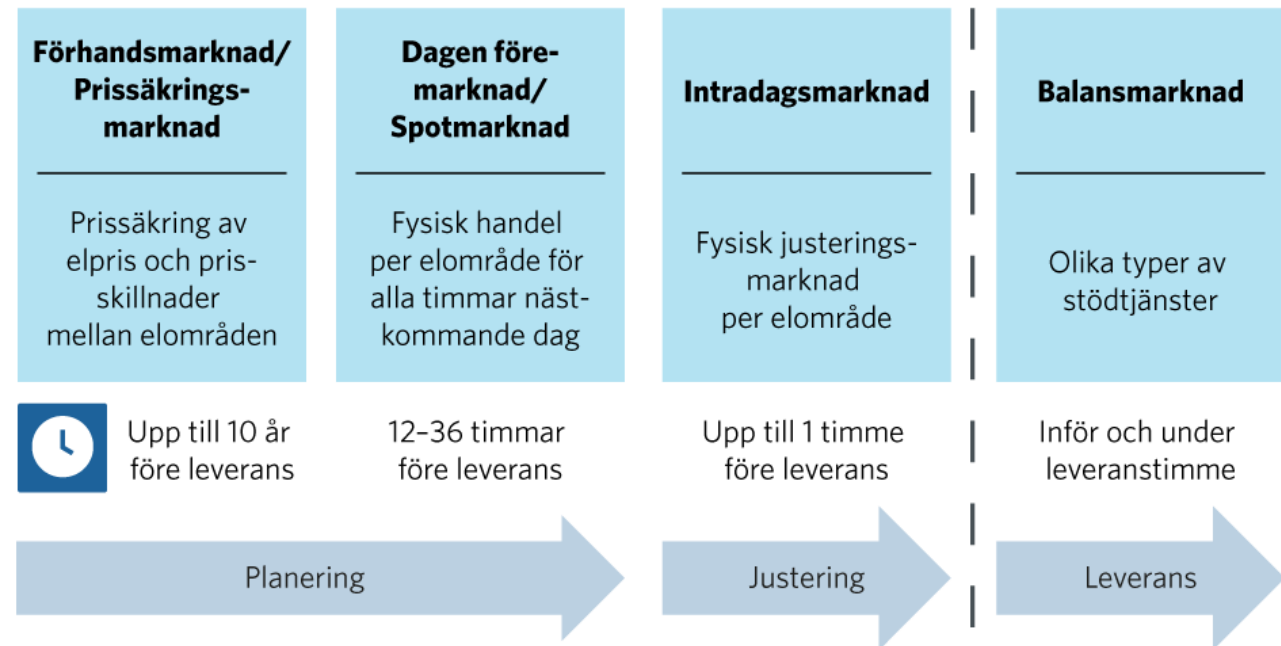 Förhandsmarknad/
Prissäkrings-
marknad
Prissäkring av
elpris och pris-
skillnader
mellan elområden
Upp till 10 år
före leverans
Dagen före-
marknad/
Spotmarknad
Fysisk handel
per elområde för
alla timmar näst-
kommande dag
12–36 timmar
före leverans
Planering
Intradagsmarknad
Fysisk justerings-
marknad
per elområde
Upp till 1 timme
före leverans
Justering
Balansmarknad
Olika typer av
stödtjänster
Inför och under
leveranstimme
Leverans